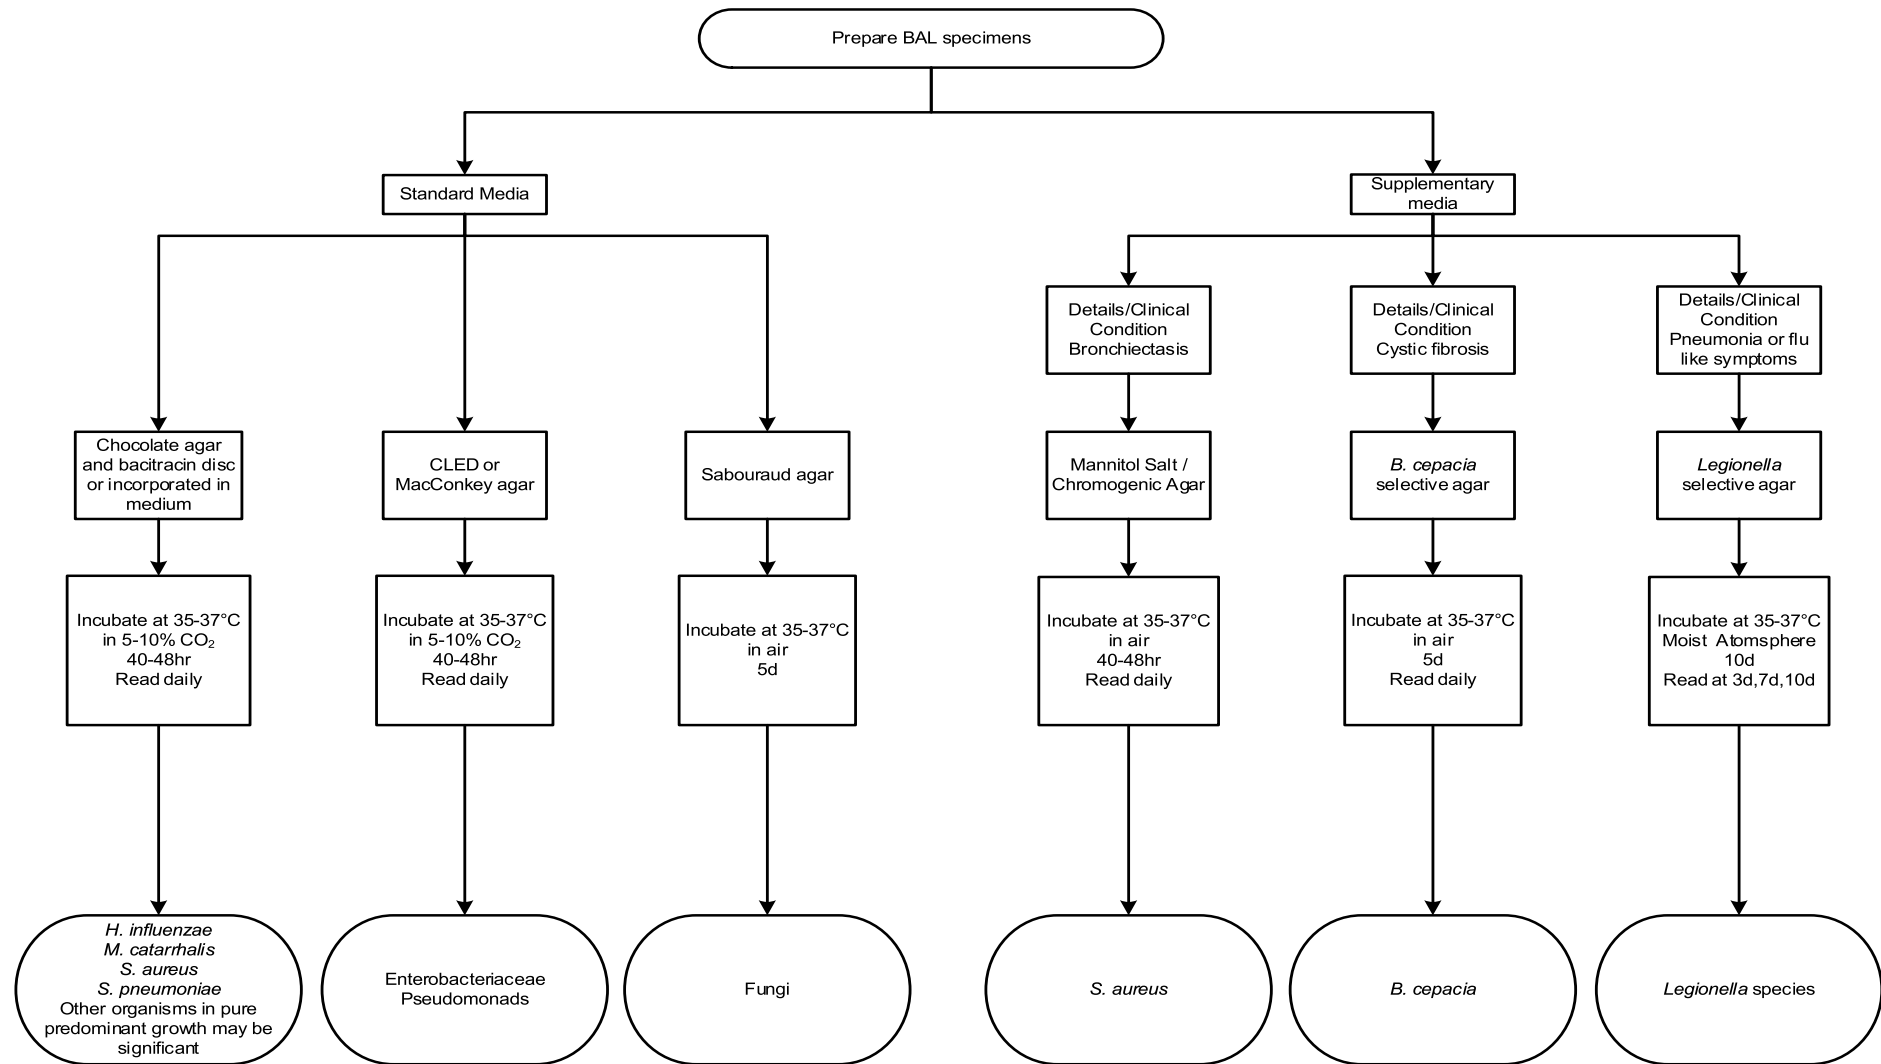 Prepare BAL specimens
Standard Media
Supplementary
media
Details/Clinical
Condition
Bronchiectasis
Details/Clinical
Condition
Cystic fibrosis
Details/Clinical
Condition
Pneumonia or flu
like symptoms
Chocolate agar
and bacitracin disc
or incorporated in
medium
CLED or
MacConkey agar
Sabouraud agar
Mannitol Salt /
Chromogenic Agar
B. cepacia
selective agar
Legionella
selective agar
Incubate at 35-37°C
in 5-10% CO₂
40-48hr
Read daily
Incubate at 35-37°C
in 5-10% CO₂
40-48hr
Read daily
Incubate at 35-37°C
in air
5d
Incubate at 35-37°C
in air
40-48hr
Read daily
Incubate at 35-37°C
in air
5d
Read daily
Incubate at 35-37°C
Moist Atomsphere
10d
Read at 3d,7d,10d
H. influenzae
M. catarrhalis
S. aureus
S. pneumoniae
Other organisms in pure
predominant growth may be
significant
Enterobacteriaceae
Pseudomonads
Fungi
S. aureus
B. cepacia
Legionella species